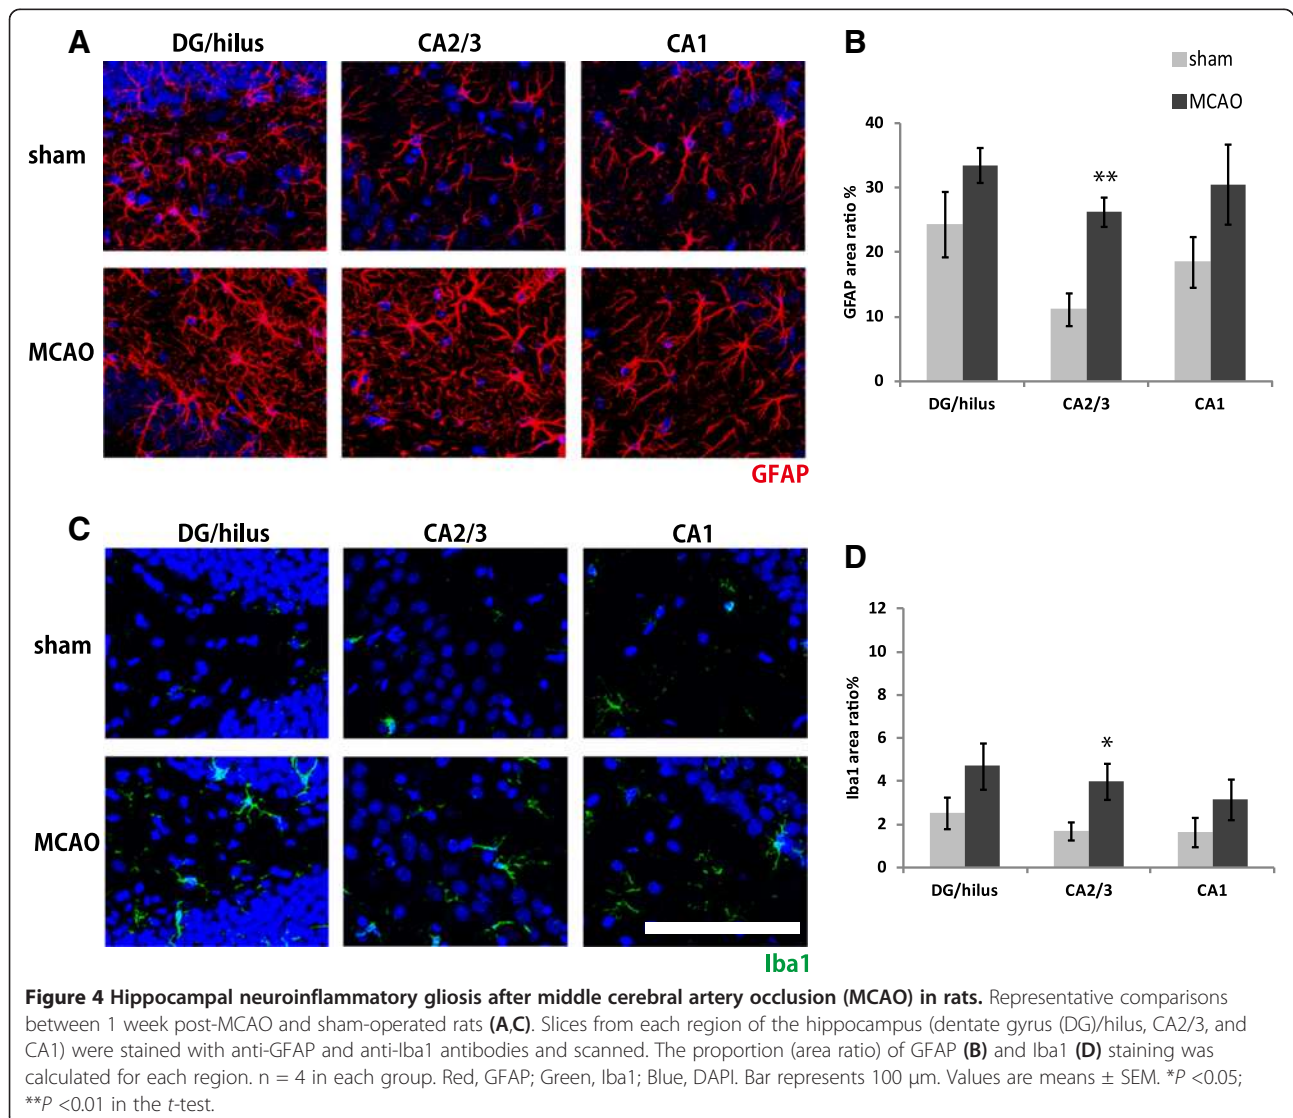 A
DG/hilus CA2/3 CA1
sham
MCAO
GFAP
B
sham
MCAO
GFAP area ratio %
40
30
20
10
0
**
DG/hilus CA2/3 CA1
C
DG/hilus CA2/3 CA1
sham
MCAO
Iba1
D
Iba1 area ratio%
12
10
8
6
4
2
0
*
DG/hilus CA2/3 CA1
Figure 4 Hippocampal neuroinflammatory gliosis after middle cerebral artery occlusion (MCAO) in rats. Representative comparisons
between 1 week post-MCAO and sham-operated rats (A,C). Slices from each region of the hippocampus (dentate gyrus (DG)/hilus, CA2/3, and
CA1) were stained with anti-GFAP and anti-Iba1 antibodies and scanned. The proportion (area ratio) of GFAP (B) and Iba1 (D) staining was
calculated for each region. n = 4 in each group. Red, GFAP; Green, Iba1; Blue, DAPI. Bar represents 100 μm. Values are means ± SEM. *P <0.05;
**P <0.01 in the t-test.